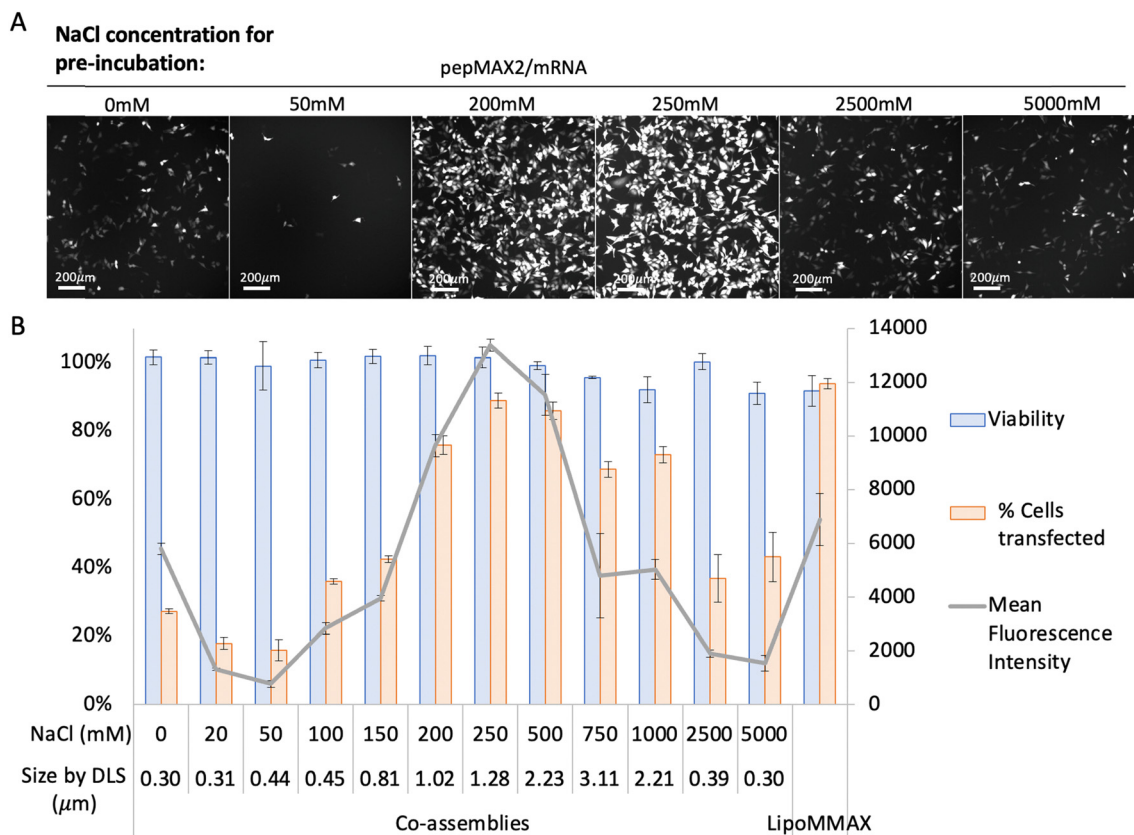 A
NaCl concentration for
pre-incubation:
pepMAX2/mRNA
0mM 50mM 200mM 250mM 2500mM 5000mM
200µm 200µm 200µm 200µm 200µm 200µm
B
14000
100% 12000
80% 10000
60% 8000
6000
40% 4000
20% 2000
0% 0
Viability
% Cells
transfected
Mean
Fluorescence
Intensity
NaCl (mM) 0 20 50 100 150 200 250 500 750 1000 2500 5000
Size by DLS 0.30 0.31 0.44 0.45 0.81 1.02 1.28 2.23 3.11 2.21 0.39 0.30
(µm)
Co-assemblies LipoMMAX